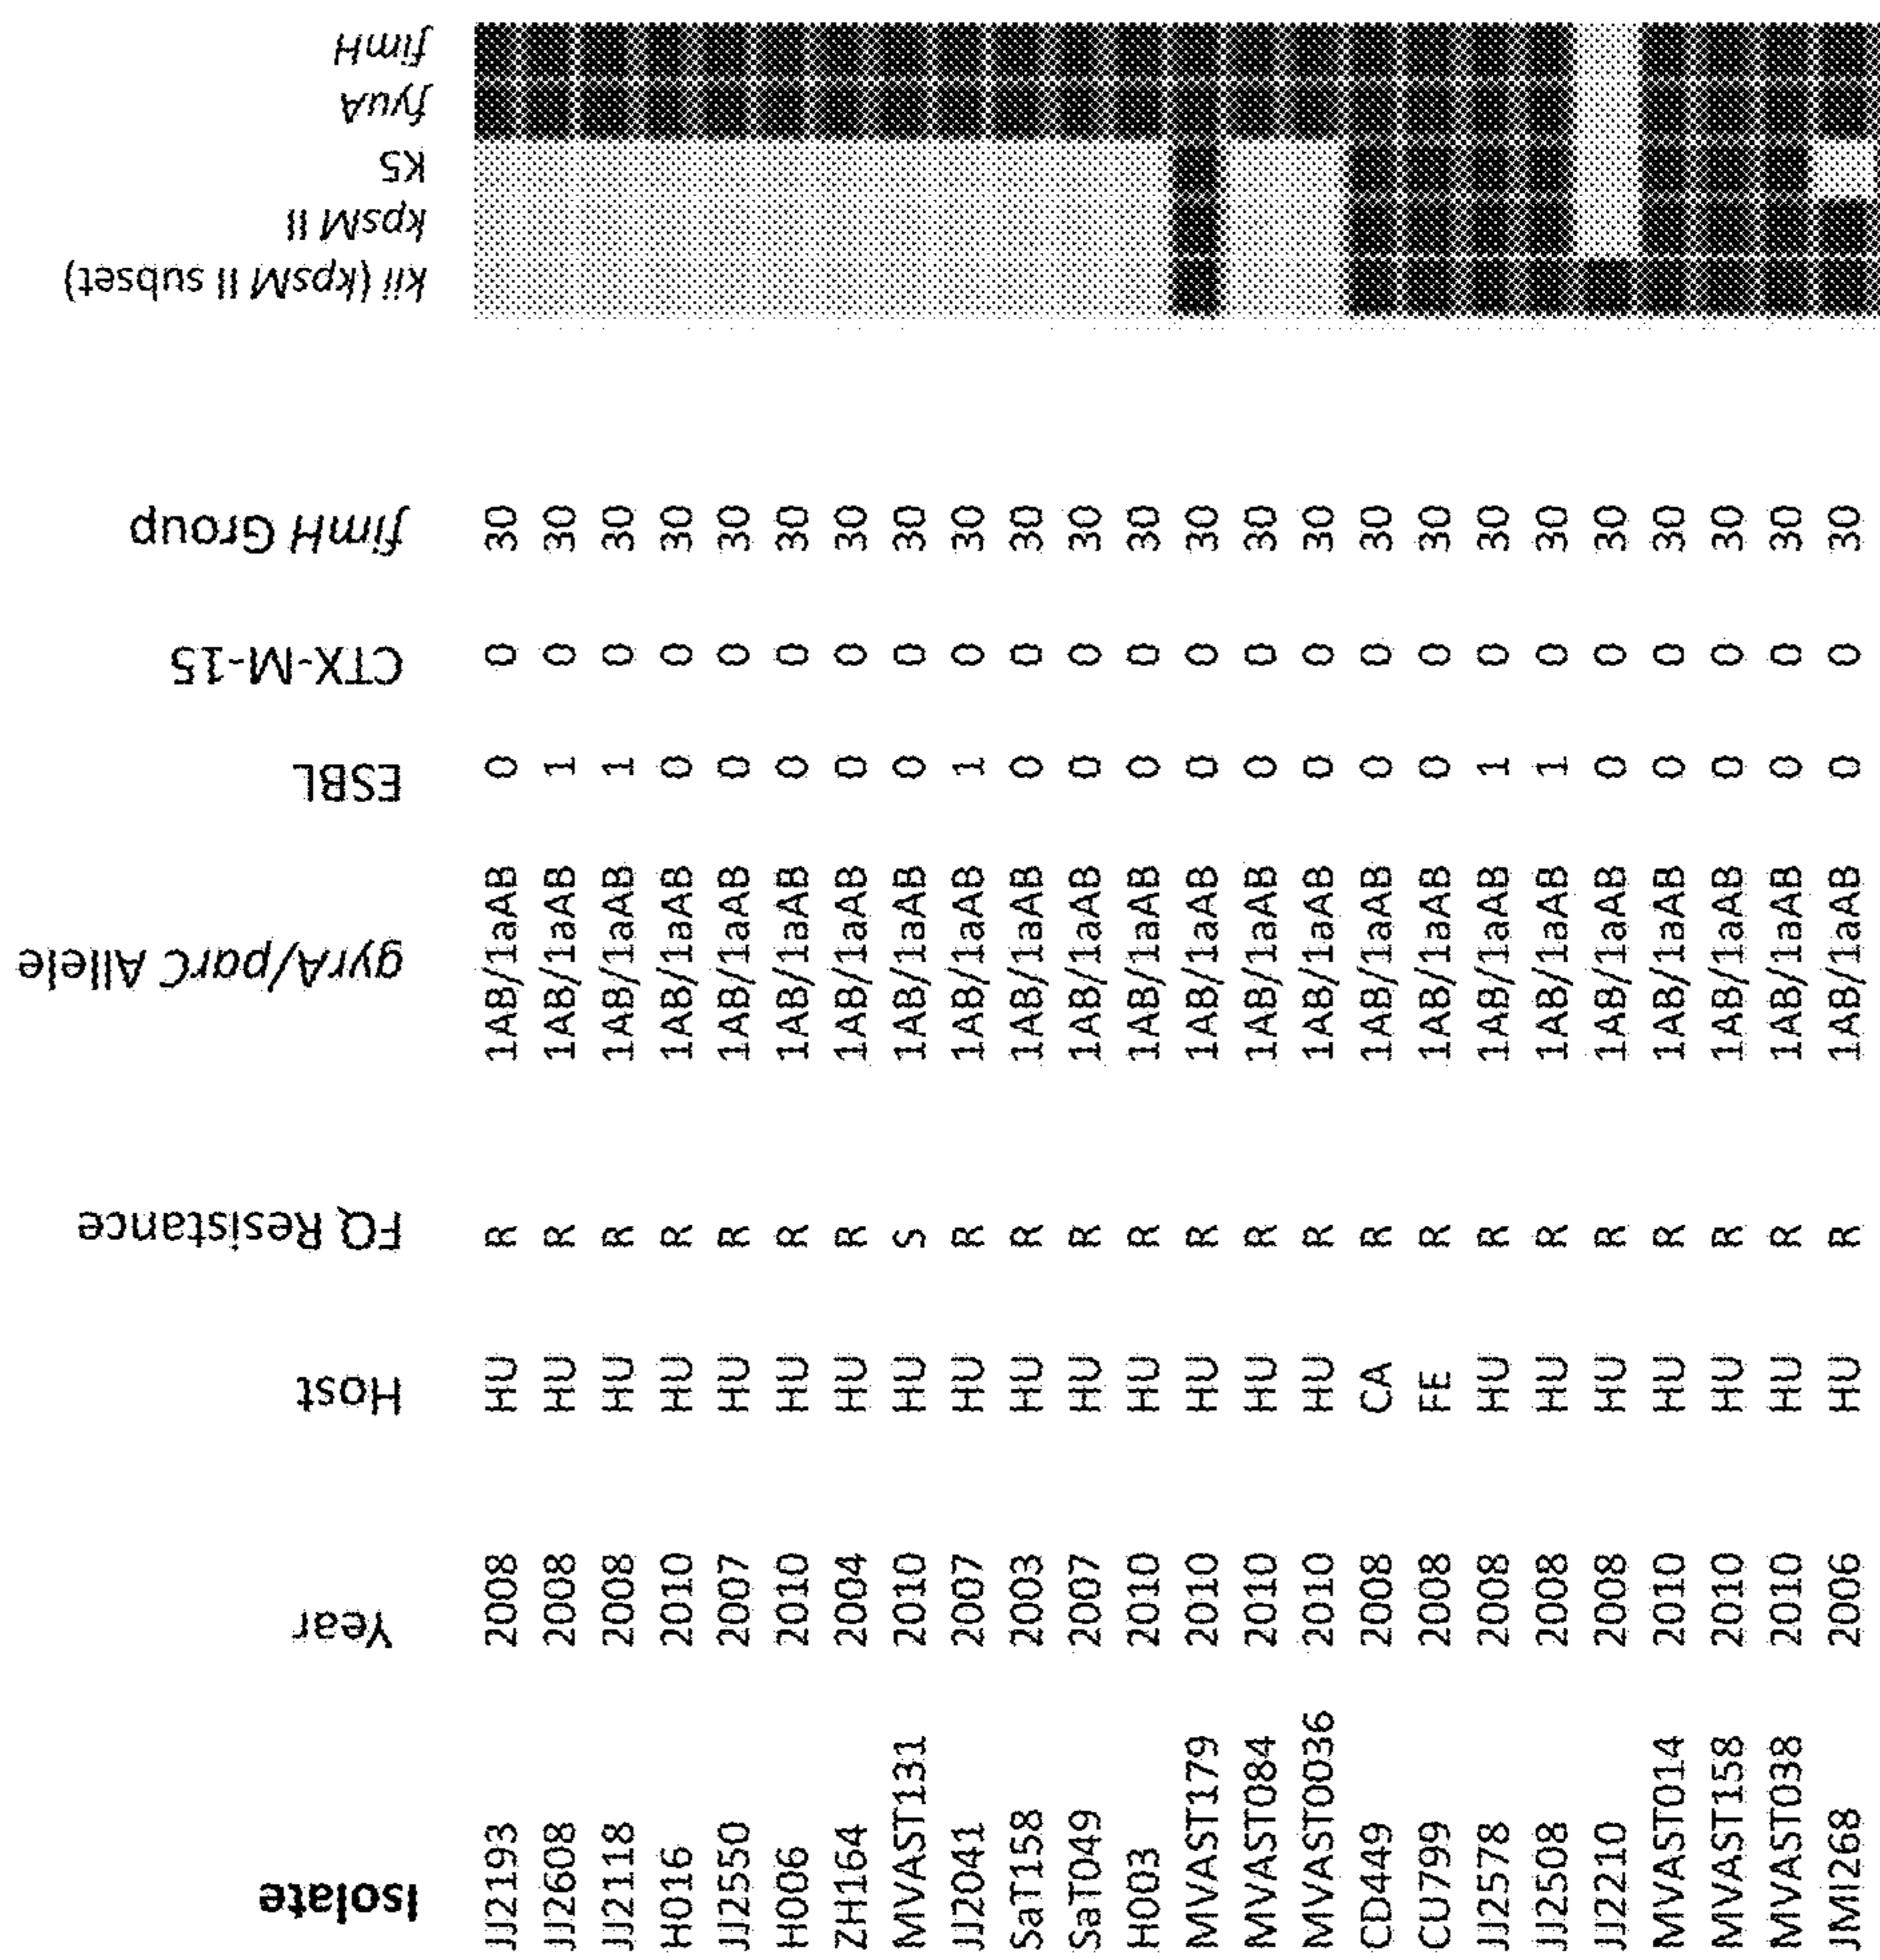 Isolate Year Host FQ Resistance gyrA/parC Allele ESBL CTX-M-15 fimH Group kii (kpsM II subset) kpsM II K5 fyuA fimH
JJ2193 2008 HU R 1AB/1aAB 0 0 30
JJ2608 2008 HU R 1AB/1aAB 1 0 30
JJ2118 2008 HU R 1AB/1aAB 1 0 30
H016 2010 HU R 1AB/1aAB 0 0 30
JJ2550 2007 HU R 1AB/1aAB 0 0 30
H006 2010 HU R 1AB/1aAB 0 0 30
ZH164 2004 HU R 1AB/1aAB 0 0 30
MVAST131 2010 HU S 1AB/1aAB 0 0 30
JJ2041 2007 HU R 1AB/1aAB 1 0 30
SaT158 2003 HU R 1AB/1aAB 0 0 30
SaT049 2007 HU R 1AB/1aAB 0 0 30
H003 2010 HU R 1AB/1aAB 0 0 30
MVAST179 2010 HU R 1AB/1aAB 0 0 30
MVAST084 2010 HU R 1AB/1aAB 0 0 30
MVAST0036 2010 HU R 1AB/1aAB 0 0 30
CD449 2008 CA R 1AB/1aAB 0 0 30
CU799 2008 FE R 1AB/1aAB 0 0 30
JJ2578 2008 HU R 1AB/1aAB 1 0 30
JJ2508 2008 HU R 1AB/1aAB 1 0 30
JJ2210 2008 HU R 1AB/1aAB 0 0 30
MVAST014 2010 HU R 1AB/1aAB 0 0 30
MVAST158 2010 HU R 1AB/1aAB 0 0 30
MVAST038 2010 HU R 1AB/1aAB 0 0 30
JMI268 2006 HU R 1AB/1aAB 0 0 30